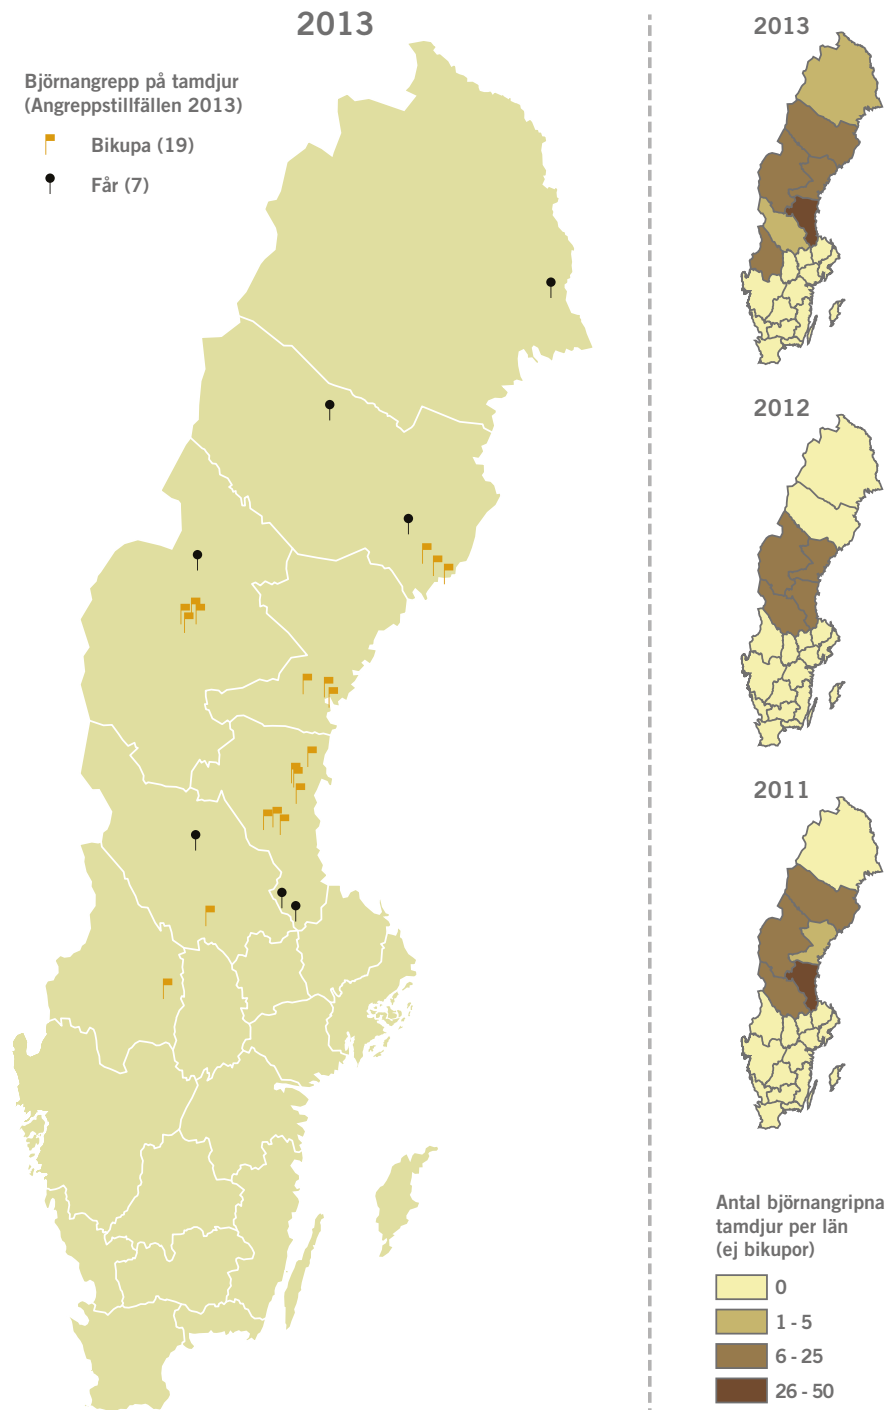 2013
Björnangrepp på tamdjur
(Angreppstillfällen 2013)
Bikupa (19)
Får (7)
2013
2012
2011
Antal björnangripna
tamdjur per län
(ej bikupor)
0
1 - 5
6 - 25
26 - 50